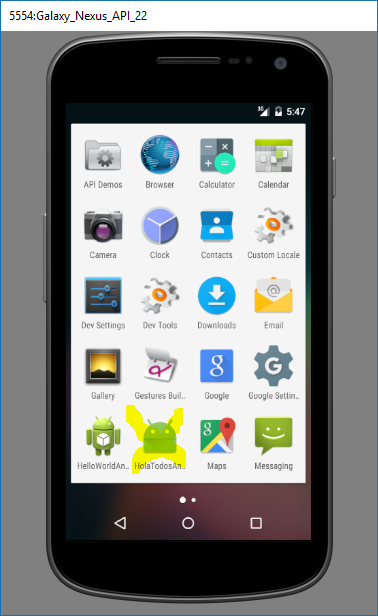 5554:Galaxy_Nexus_API_22
3G 5:47
API Demos Browser Calculator Calendar
Camera Clock Contacts Custom Locale
Dev Settings Dev Tools Downloads Email
Gallery Gestures Buil.. Google Google Settin..
HelloWorldAn.. HolaTodosAn.. Maps Messaging